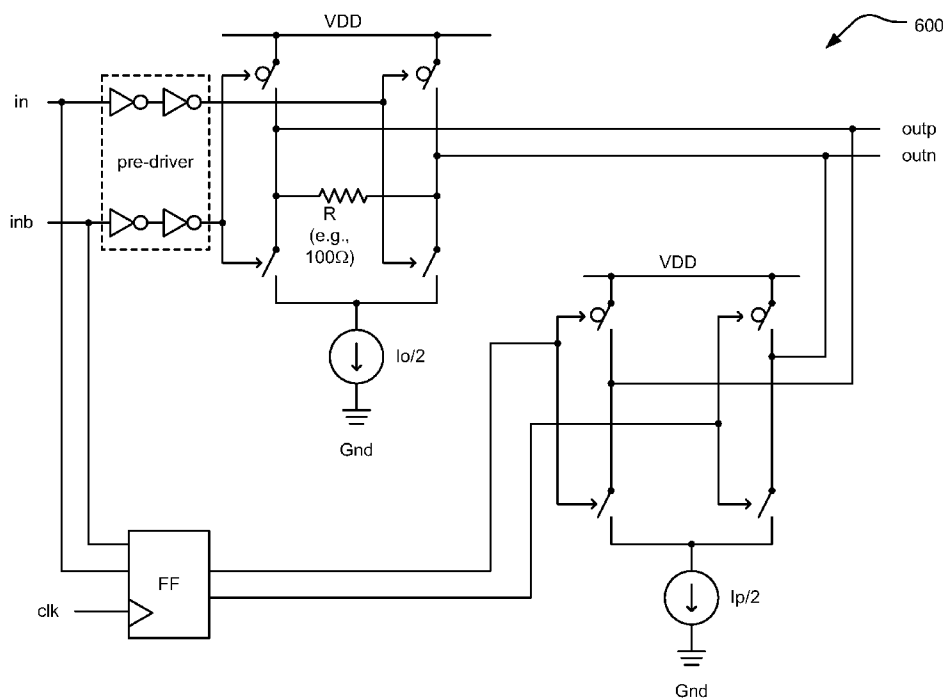 VDD
600
in
outp
pre-driver
outn
inb
R
(e.g.,
100Ω)
VDD
Io/2
Gnd
FF
clk
Ip/2
Gnd